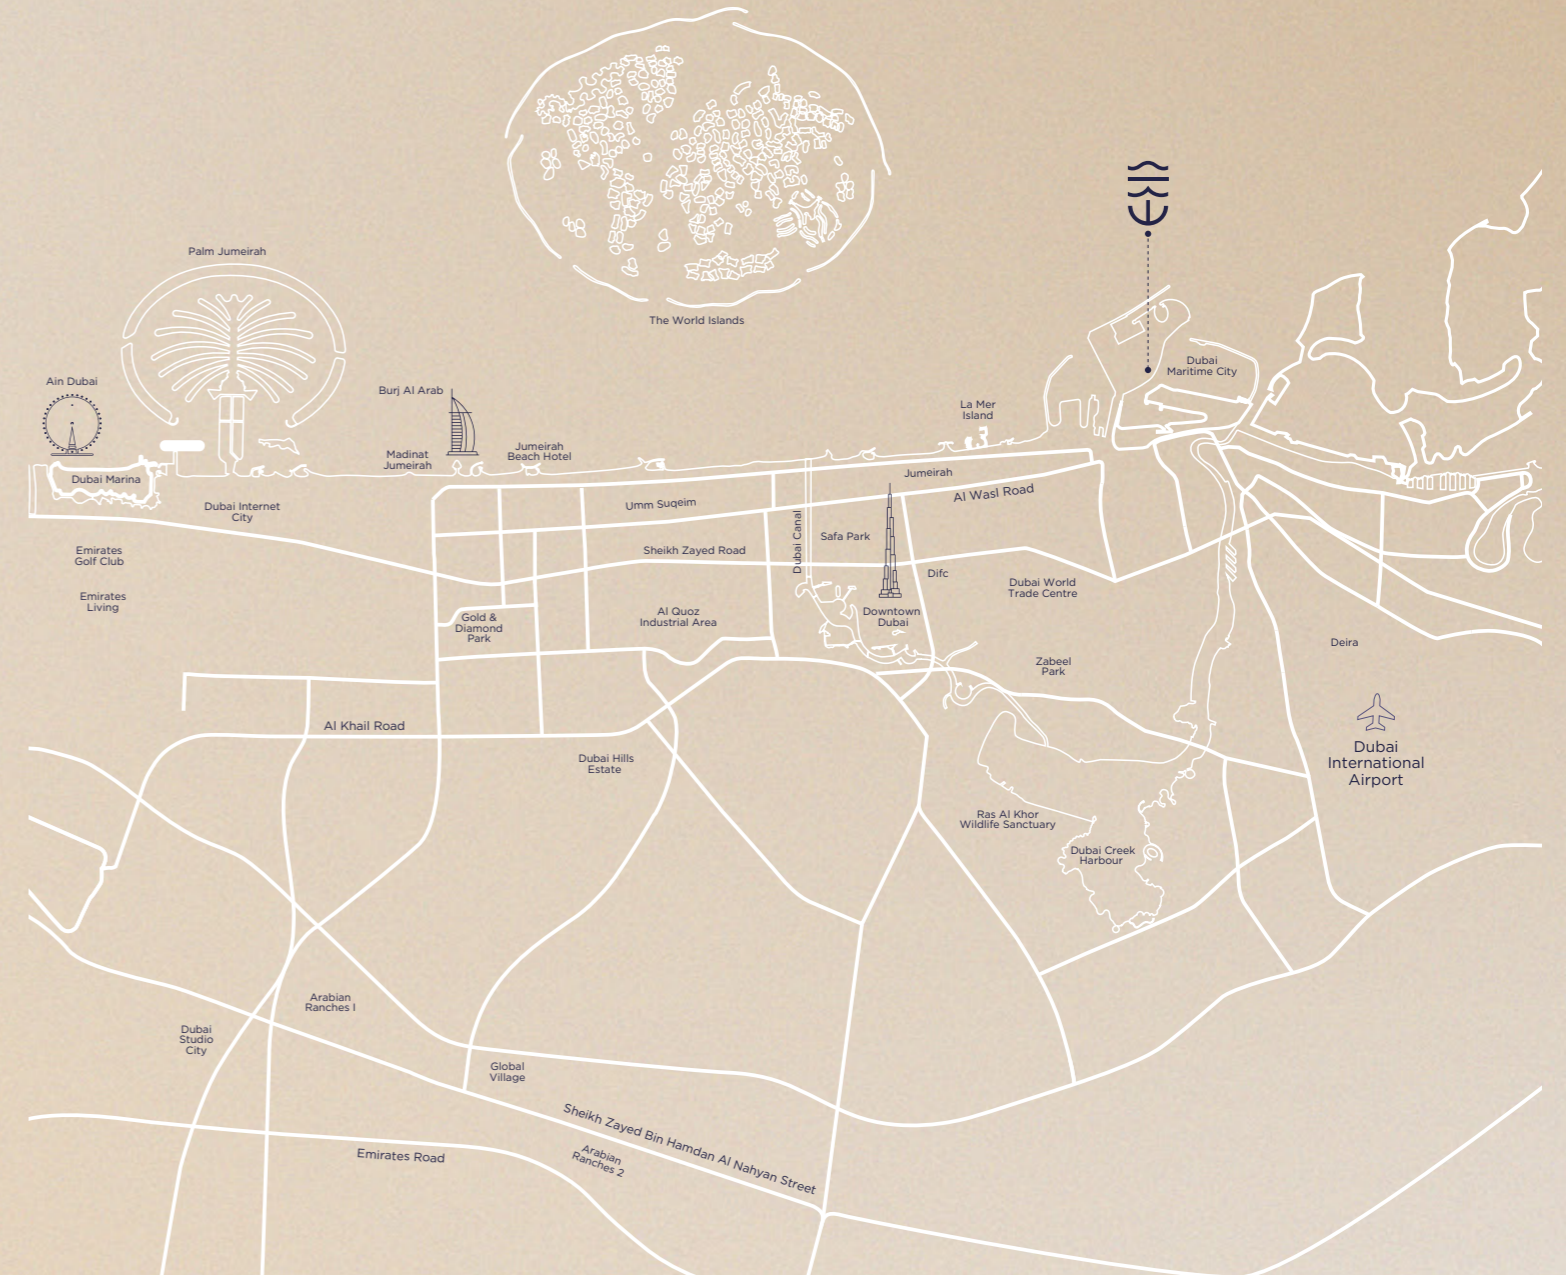 Palm Jumeirah
The World Islands
Dubai
Maritime City
Ain Dubai
Burj Al Arab
La Mer
Island
Madinat
Jumeirah
Jumeirah
Beach Hotel
Dubai Marina
Jumeirah
Al Wasl Road
Dubai Internet
City
Umm Suqeim
Dubai Canal
Safa Park
Emirates
Golf Club
Sheikh Zayed Road
Difc
Dubai World
Trade Centre
Emirates
Living
Gold &
Diamond
Park
Al Quoz
Industrial Area
Downtown
Dubai
Deira
Zabeel
Park
Al Khail Road
Dubai Hills
Estate
Dubai
International
Airport
Ras Al Khor
Wildlife Sanctuary
Dubai Creek
Harbour
Arabian
Ranches I
Dubai
Studio
City
Global
Village
Sheikh Zayed Bin Hamdan Al Nahyan Street
Emirates Road
Arabian
Ranches 2